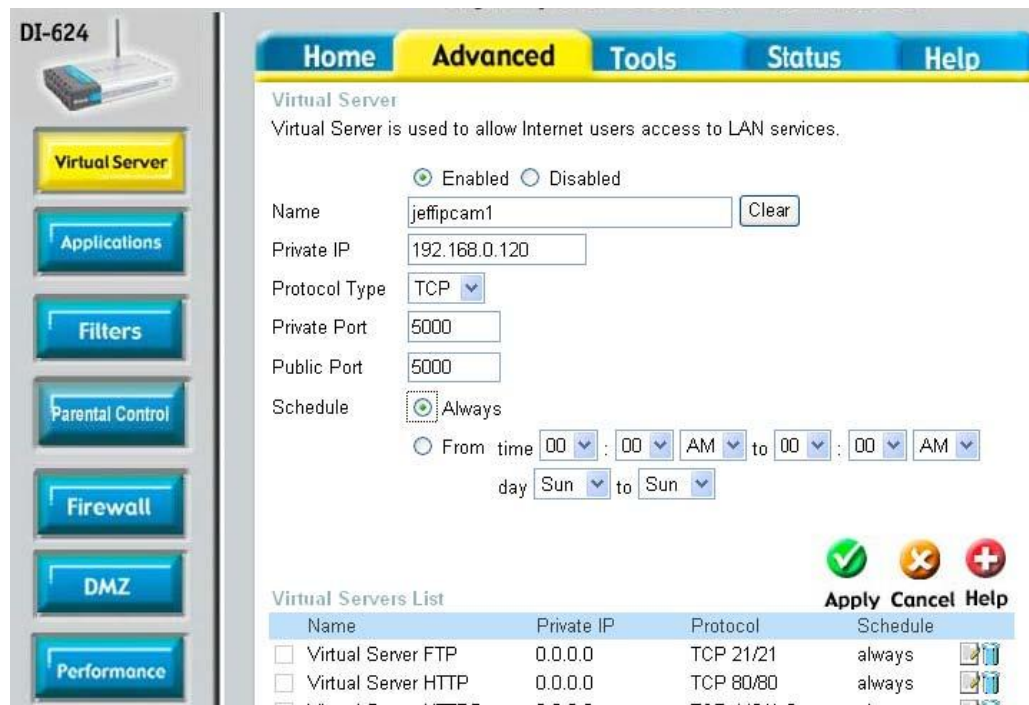 DI-624
Home Advanced Tools Status Help
Virtual Server
Virtual Server is used to allow Internet users access to LAN services.
Virtual Server
Enabled Disabled
Name jeffipcam1 Clear
Applications
Private IP 192.168.0.120
Protocol Type TCP
Filters
Private Port 5000
Public Port 5000
Parental Control
Schedule Always
From time 00 : 00 AM to 00 : 00 AM
day Sun to Sun
Firewall
DMZ
Apply Cancel Help
Virtual Servers List
Name Private IP Protocol Schedule
Virtual Server FTP 0.0.0.0 TCP 21/21 always
Performance
Virtual Server HTTP 0.0.0.0 TCP 80/80 always